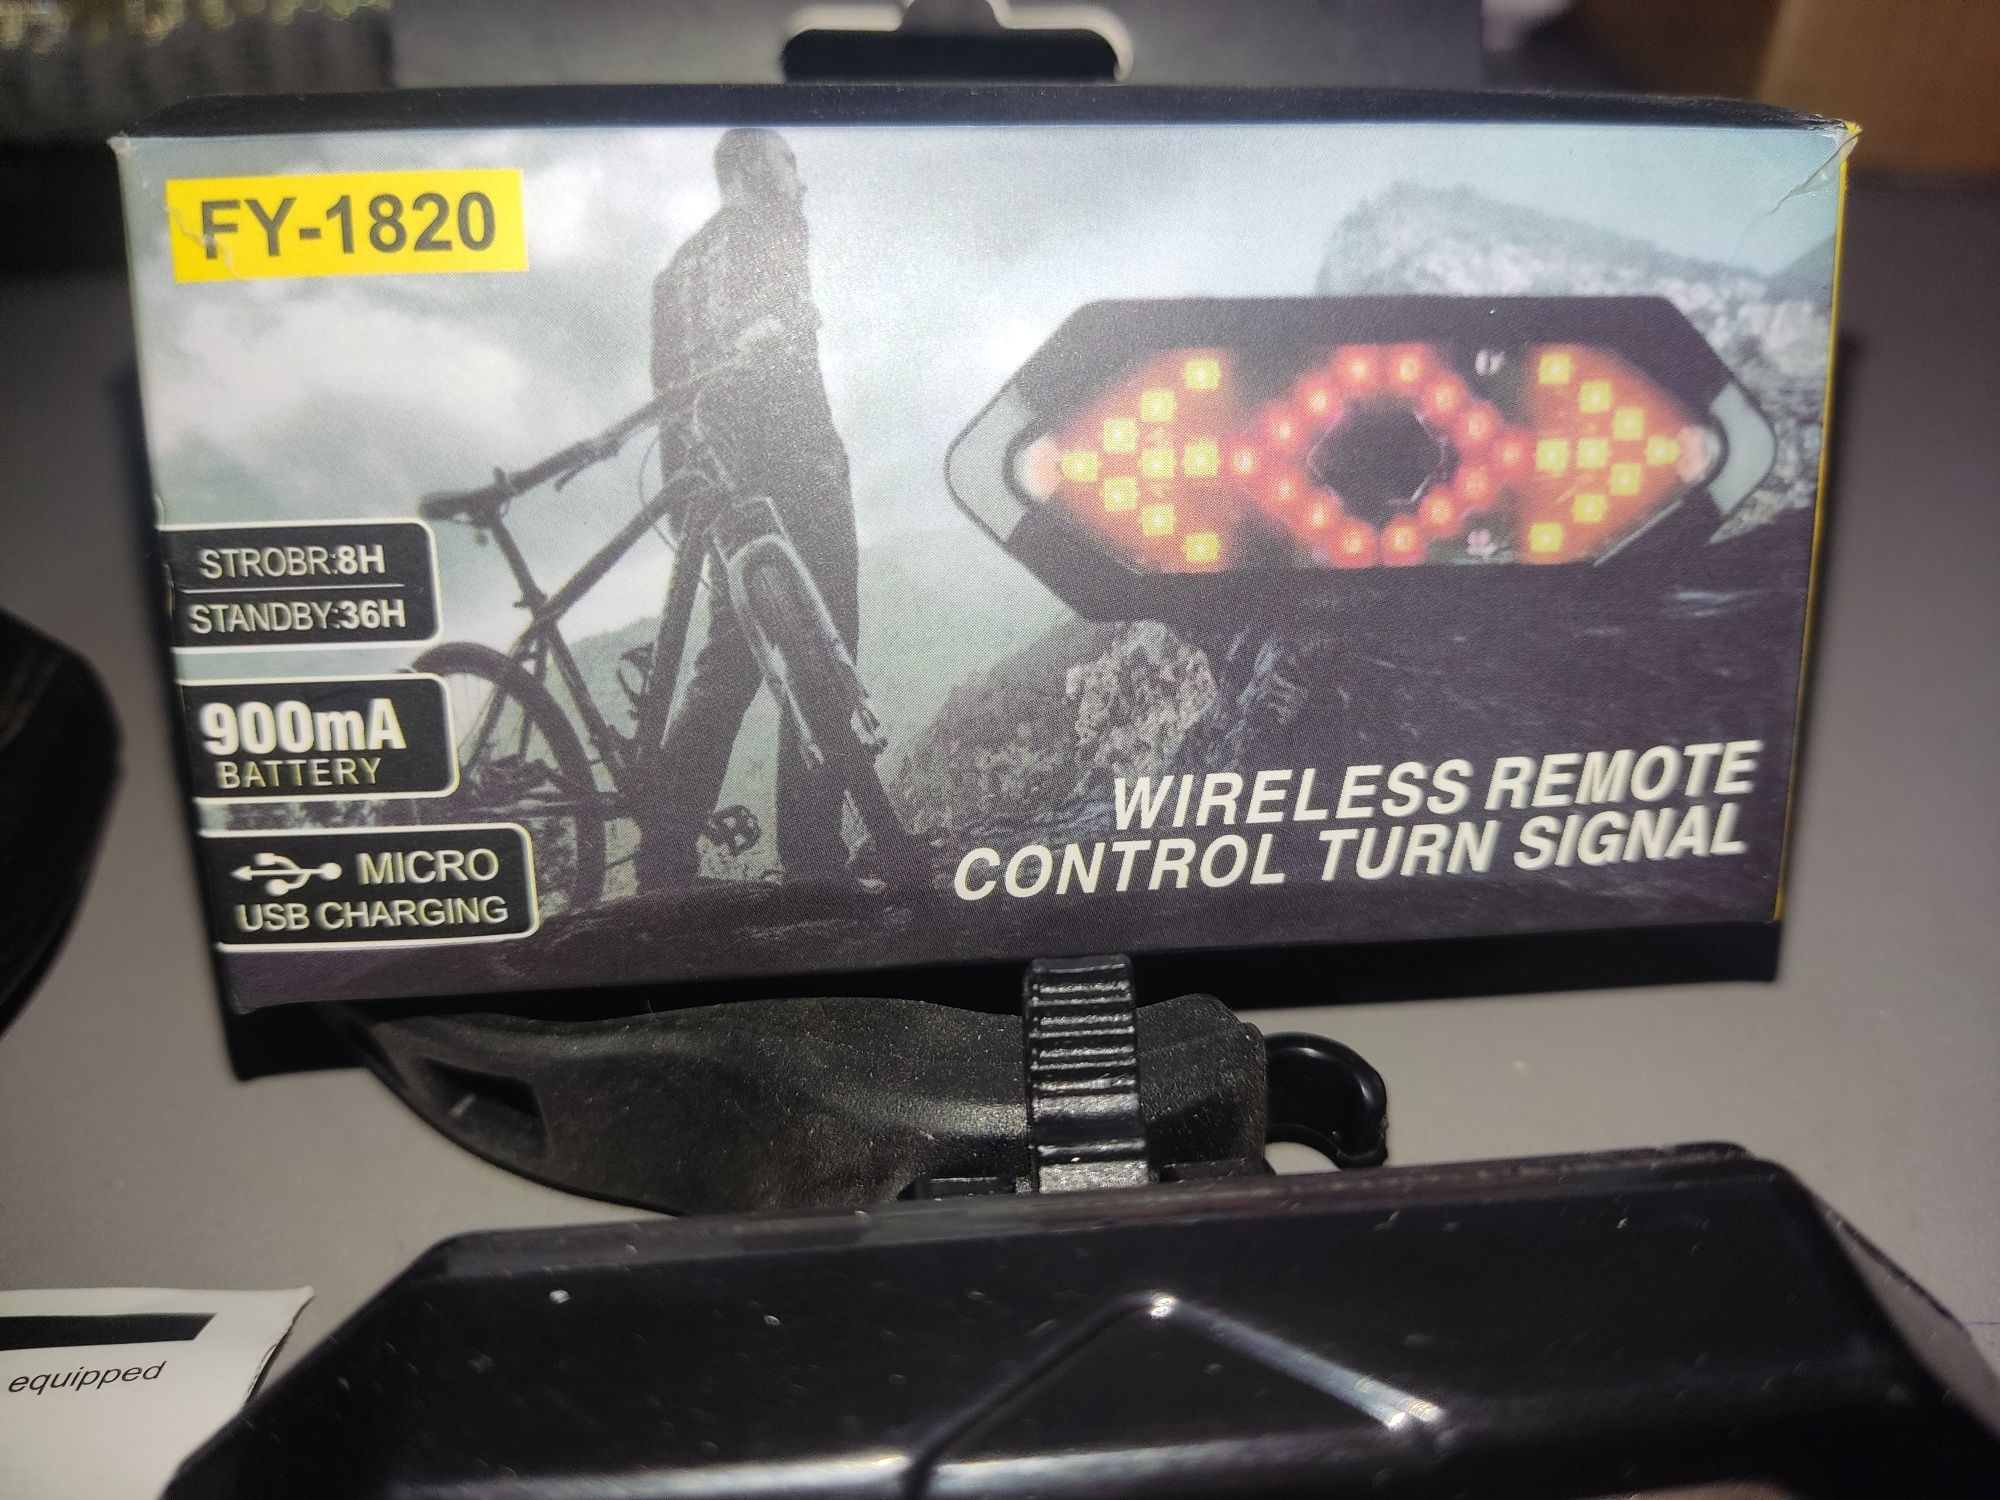 FY-1820
STROBR:8H
STANDBY:36H
900mA
BATTERY
MICRO
USB CHARGING
WIRELESS REMOTE
CONTROL TURN SIGNAL
equipped